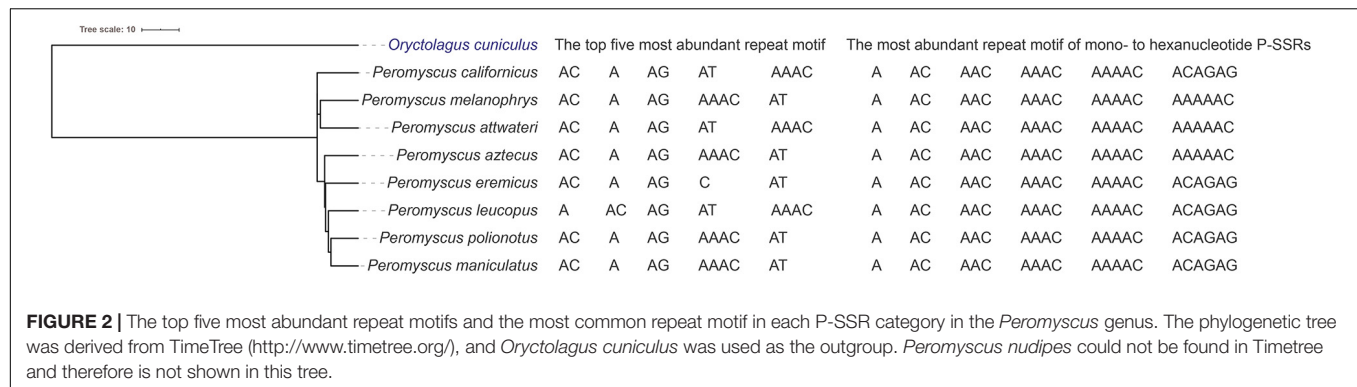 Tree scale: 10
Oryctolagus cuniculus The top five most abundant repeat motif The most abundant repeat motif of mono- to hexanucleotide P-SSRs
Peromyscus californicus AC A AG AT AAAC A AC AAC AAAC AAAAC ACAGAG
Peromyscus melanophrys AC A AG AAAC AT A AC AAC AAAC AAAAC AAAAAC
Peromyscus attwateri AC A AG AT AAAC A AC AAC AAAC AAAAC AAAAAC
Peromyscus aztecus AC A AG AAAC AT A AC AAC AAAC AAAAC AAAAAC
Peromyscus eremicus AC A AG C AT A AC AAC AAAC AAAAC ACAGAG
Peromyscus leucopus A AC AG AT AAAC A AC AAC AAAC AAAAC ACAGAG
Peromyscus polionotus AC A AG AAAC AT A AC AAC AAAC AAAAC ACAGAG
Peromyscus maniculatus AC A AG AAAC AT A AC AAC AAAC AAAAC ACAGAG
FIGURE 2 | The top five most abundant repeat motifs and the most common repeat motif in each P-SSR category in the Peromyscus genus. The phylogenetic tree
was derived from TimeTree (http://www.timetree.org/), and Oryctolagus cuniculus was used as the outgroup. Peromyscus nudipes could not be found in Timetree
and therefore is not shown in this tree.